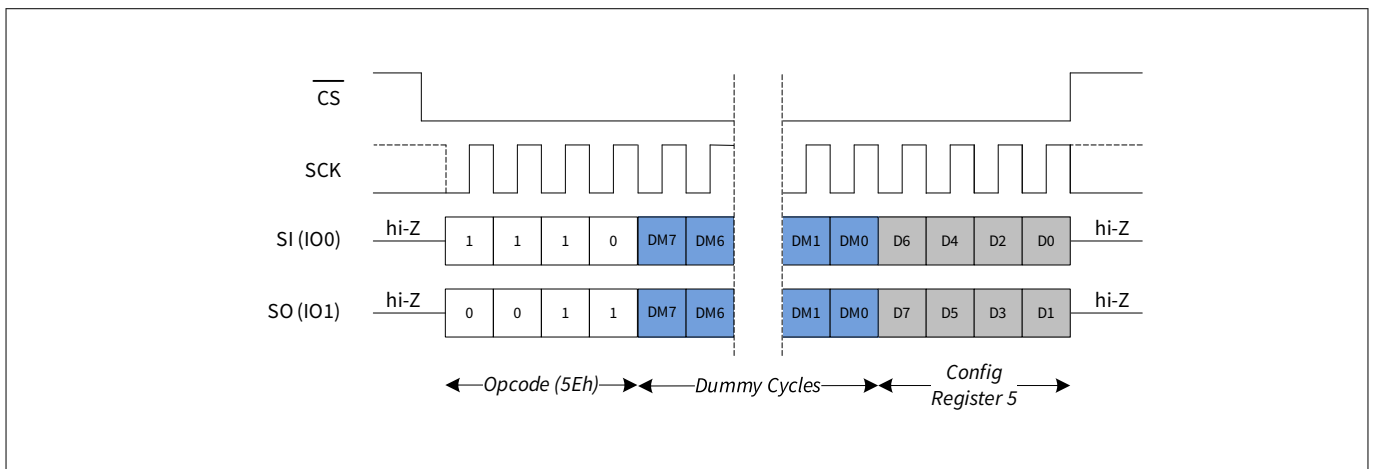 CS
SCK
SI (IO0) hi-Z 1 1 1 0 DM7 DM6 DM1 DM0 D6 D4 D2 D0 hi-Z
SO (IO1) hi-Z 0 0 1 1 DM7 DM6 DM1 DM0 D7 D5 D3 D1 hi-Z
Opcode (5Eh) Dummy Cycles Config
Register 5